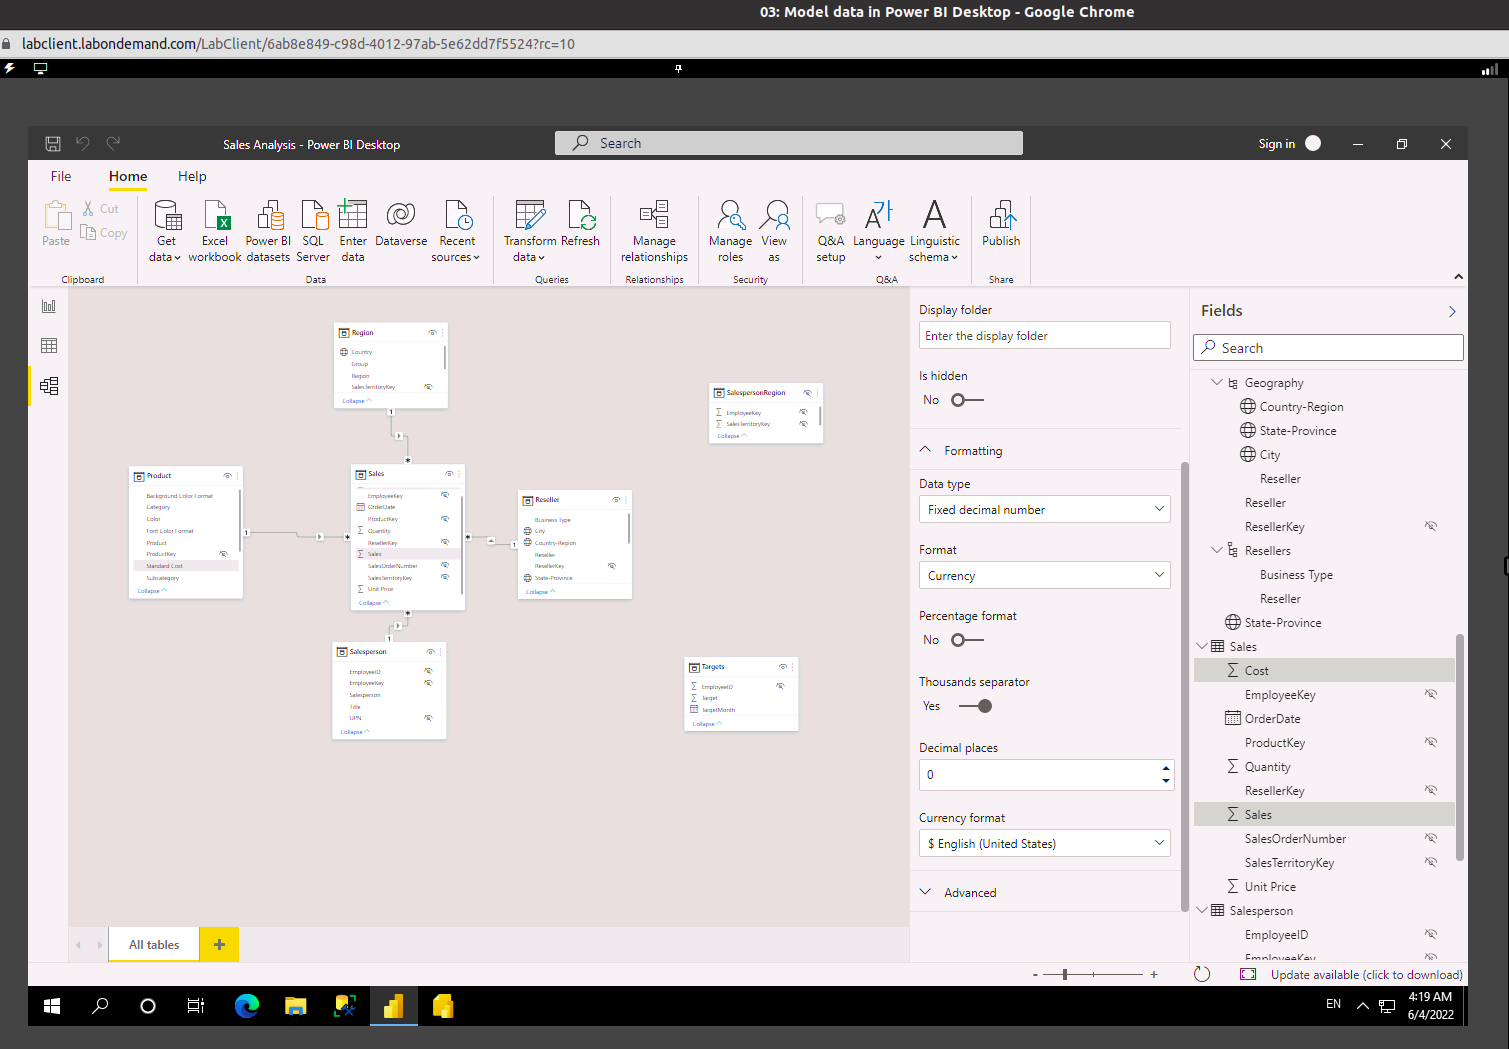 03: Model data in Power BI Desktop - Google Chrome
labclient.labondemand.com/LabClient/6ab8e849-c98d-4012-97ab-5e62dd7f5524?rc=10
Sales Analysis - Power BI Desktop
Search
Sign in
File
Home
Help
Paste
Cut
Copy
Clipboard
Get data
Excel workbook
Power BI datasets
SQL Server
Enter data
Dataverse
Recent sources
Data
Transform data
Refresh
Queries
Manage relationships
Relationships
Manage roles
View as
Security
Q&A setup
Language
Linguistic schema
Q&A
Publish
Share
Region
Country
Group
Region
SalesTerritoryKey
Collapse
1
*
SalespersonRegion
EmployeeKey
SalesTerritoryKey
Collapse
Product
Background Color Format
Category
Color
Font Color Format
Product
ProductKey
Standard Cost
Subcategory
Collapse
1
*
Sales
EmployeeKey
OrderDate
ProductKey
Quantity
ResellerKey
Sales
SalesOrderNumber
SalesTerritoryKey
Unit Price
Collapse
*
1
Reseller
Business Type
City
Country-Region
Reseller
ResellerKey
State-Province
Collapse
*
1
Salesperson
EmployeeID
EmployeeKey
Salesperson
Title
UPN
Collapse
Targets
EmployeeID
Target
TargetMonth
Collapse
All tables
+
Display folder
Enter the display folder
Is hidden
No
Formatting
Data type
Fixed decimal number
Format
Currency
Percentage format
No
Thousands separator
Yes
Decimal places
0
Currency format
$ English (United States)
Advanced
Fields
Search
Geography
Country-Region
State-Province
City
Reseller
Reseller
ResellerKey
Resellers
Business Type
Reseller
State-Province
Sales
Cost
EmployeeKey
OrderDate
ProductKey
Quantity
ResellerKey
Sales
SalesOrderNumber
SalesTerritoryKey
Unit Price
Salesperson
EmployeeID
EmployeeKey
- +
Update available (click to download)
EN
4:19 AM
6/4/2022